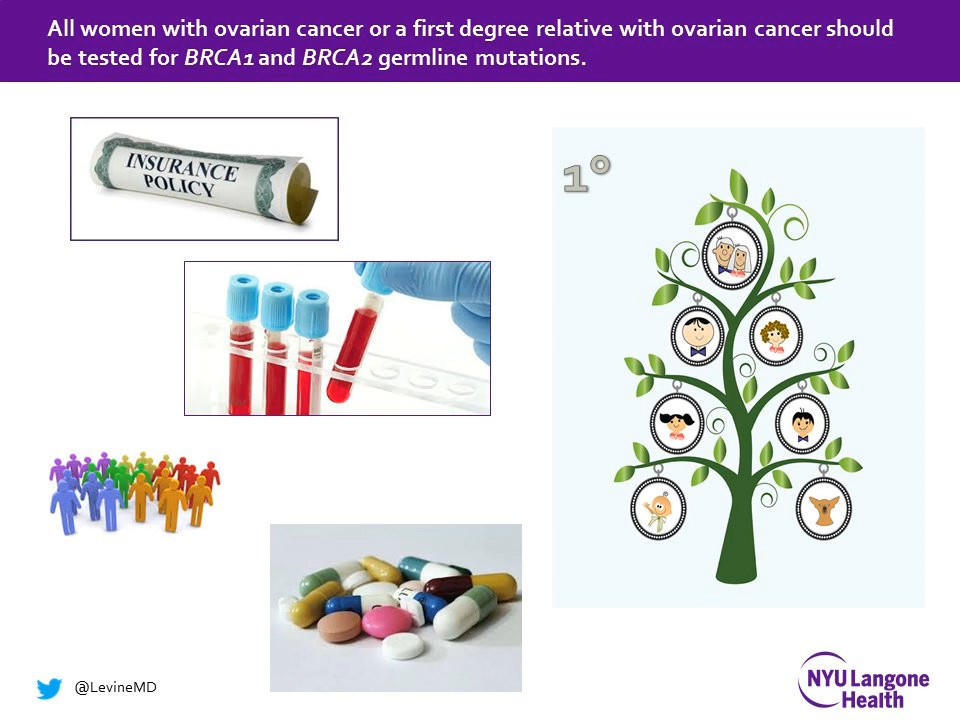 All women with ovarian cancer or a first degree relative with ovarian cancer should
be tested for BRCA1 and BRCA2 germline mutations.
INSURANCE
POLICY
1°
@LevineMD
NYU Langone
Health